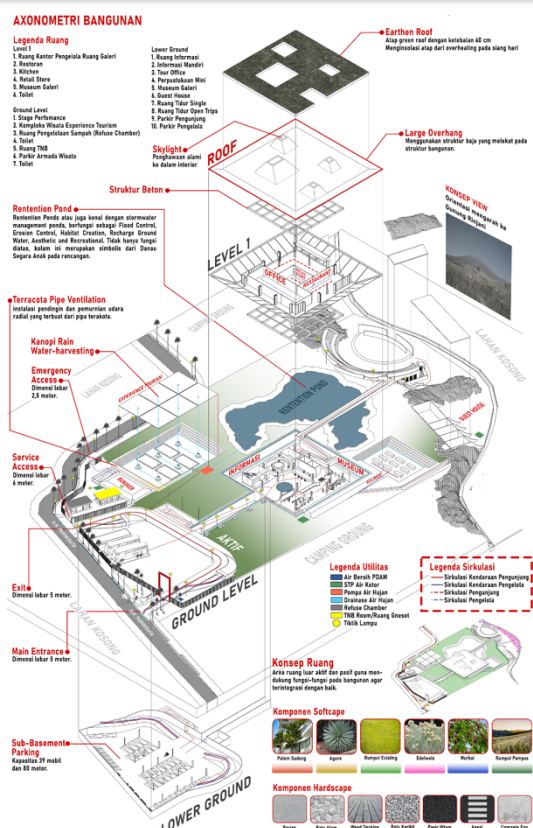 AXONOMETRI BANGUNAN
Legenda Ruang
Level 1
1. Ruang Kantor Pengelola Ruang Galeri
2. Restoran
3. Kitchen
4. Retail Store
5. Museum Galeri
6. Toilet
Ground Level
1. Stage Perfomance
2. Kompleks Wisata Experience Tourism
3. Ruang Pengelolaan Sampah (Refuse Chamber)
4. Toilet
5. Ruang TNB
6. Parkir Armada Wisata
7. Toilet
Lower Ground
1. Ruang Informasi
2. Informasi Mandiri
3. Tour Office
4. Perpustakaan Mini
5. Museum Galeri
6. Guest House
7. Ruang Tidur Single
8. Ruang Tidur Open Trips
9. Parkir Pengunjung
10. Parkir Pengelola
Earthen Roof
Atap green roof dengan ketebalan 60 cm
Menginsolasi atap dari overheating pada siang hari
Skylight
Penghawaan alami
ke dalam interior
ROOF
Large Overhang
Menggunakan struktur baja yang melekat pada
struktur bangunan.
Struktur Beton
KONSEP VIEW
Orientasi mengarah ke
Gunung Rinjani
Rentention Pond
Rentention Ponds atau juga kenal dengan stormwater
management ponds, berfungsi sebagai Flood Control,
Erosion Control, Habitat Creation, Recharge Ground
Water, Aesthetic and Recreational. Tidak hanya fungsi
diatas, kolam ini merupakan simbolis dari Danau
Segara Anak pada rancangan.
LEVEL 1
OFFICE
RESTAURANT
Terracota Pipe Ventilation
instalasi pendingin dan pemurnian udara
radial yang terbuat dari pipa terakota.
CAMPING GROUND
LAHAN KOSONG
Kanopi Rain
Water-harvesting
Emergency
Access
Dimensi lebar
2,5 meter.
LAHAN KOSONG
EXPERIENCE TOURISM
RENTENTION POND
GUEST HOUSE
Service
Access
Dimensi lebar
6 meter.
INFORMASI
MUSEUM
AKTIF
CAMPING GROUND
Exit
Dimensi lebar 5 meter.
GROUND LEVEL
LAHAN KOSONG
Main Entrance
Dimensi lebar 5 meter.
Legenda Utilitas
Air Bersih PDAM
STP Air Kotor
Pompa Air Hujan
Drainase Air Hujan
Refuse Chamber
TNB Room/Ruang Gneset
Titik Lampu
Legenda Sirkulasi
Sirkulasi Kendaraan Pengunjung
Sirkulasi Kendaraan Pengelola
Sirkulasi Pengunjung
Sirkulasi Pengelola
Konsep Ruang
Area ruang luar aktif dan pasif guna men-
dukung fungsi-fungsi pada bangunan agar
terintegrasi dengan baik.
Sub-Basement
Parking
Kapasitas 39 mobil
dan 80 motor.
LOWER GROUND
Komponen Softcape
Palem Sadeng
Agave
Rumput Existing
Edelweis
Murbai
Rumput Pampas
Komponen Hardscape